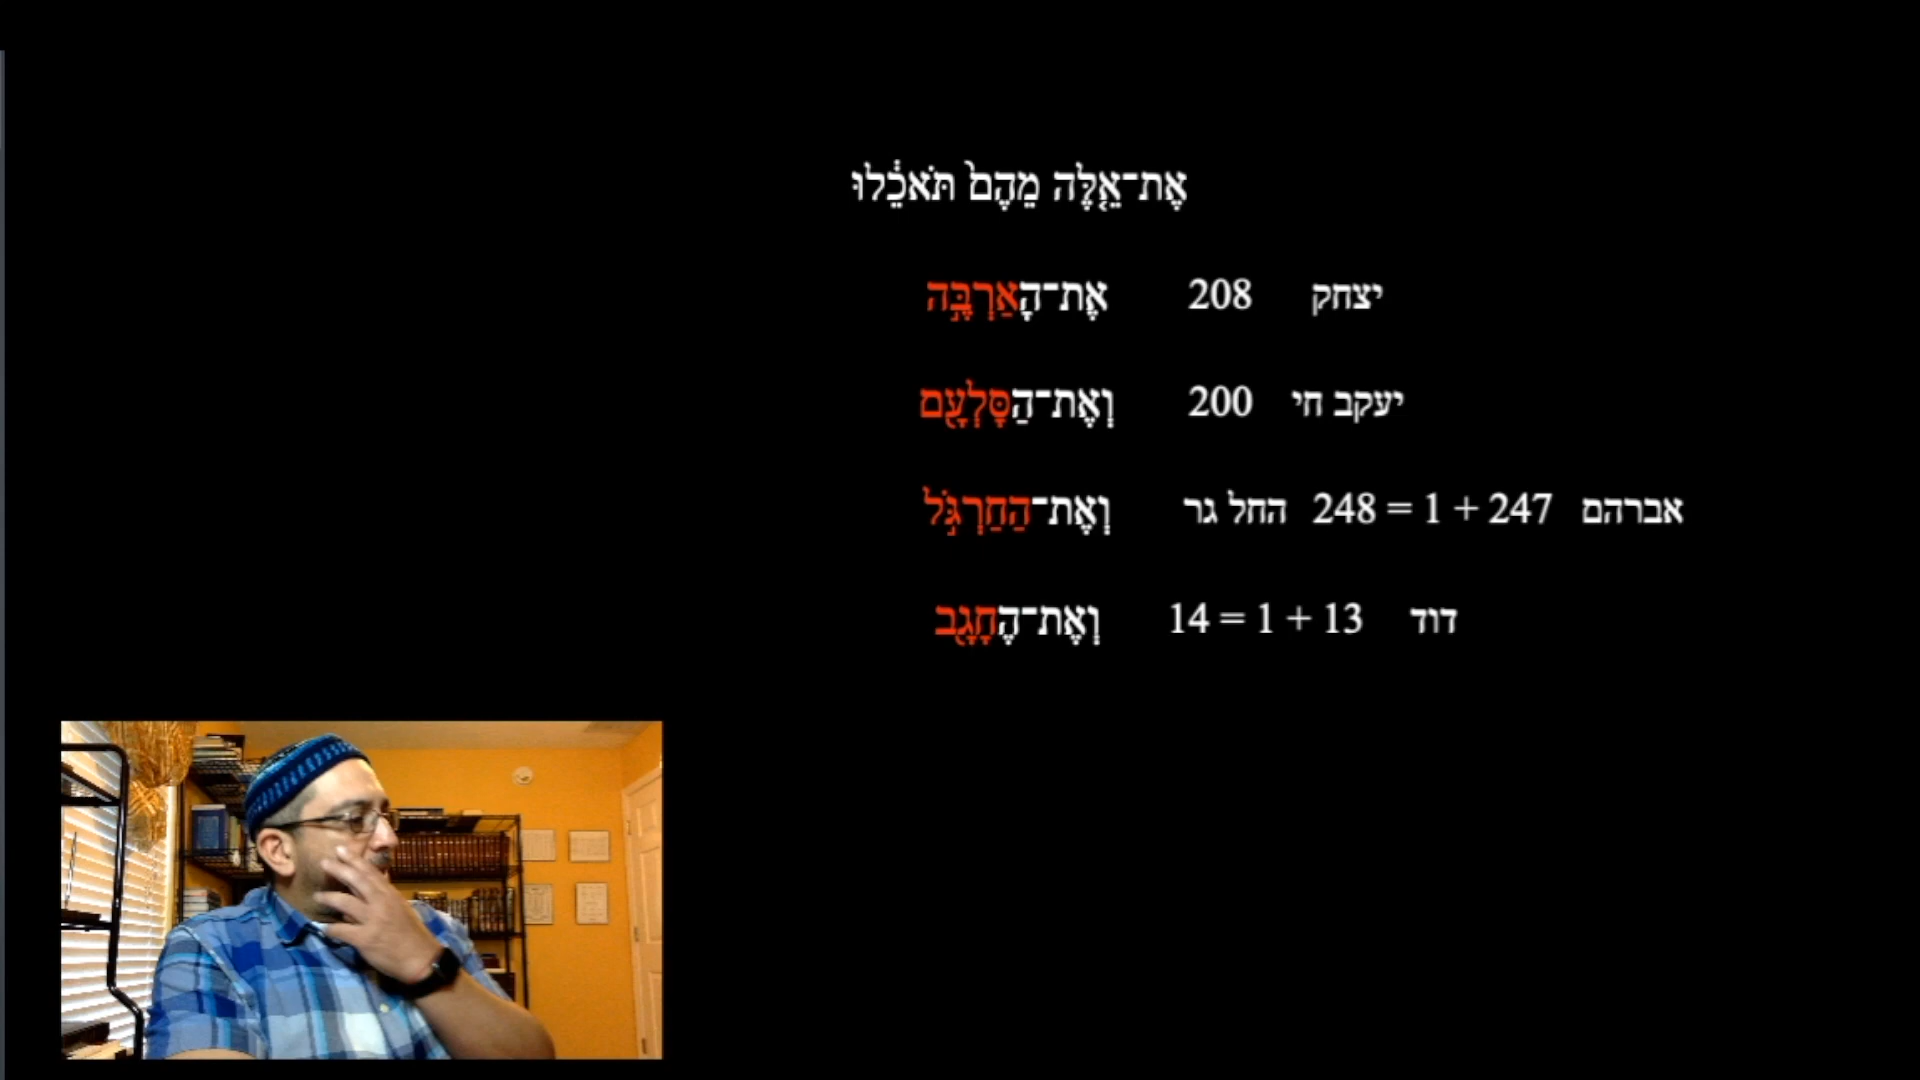 אֶת־אֵ֤לֶּה מֵהֶם֙ תֹּאכֵ֔לוּ
אֶת־הָאַרְבֶּ֣ה 208 יצחק
וְאֶת־הַסָּלְעָ֖ם 200 יעקב חי
וְאֶת־הַחַרְגֹּ֣ל החל גר 248 = 1 + 247 אברהם
וְאֶת־הֶחָגָ֖ב 14 = 1 + 13 דוד